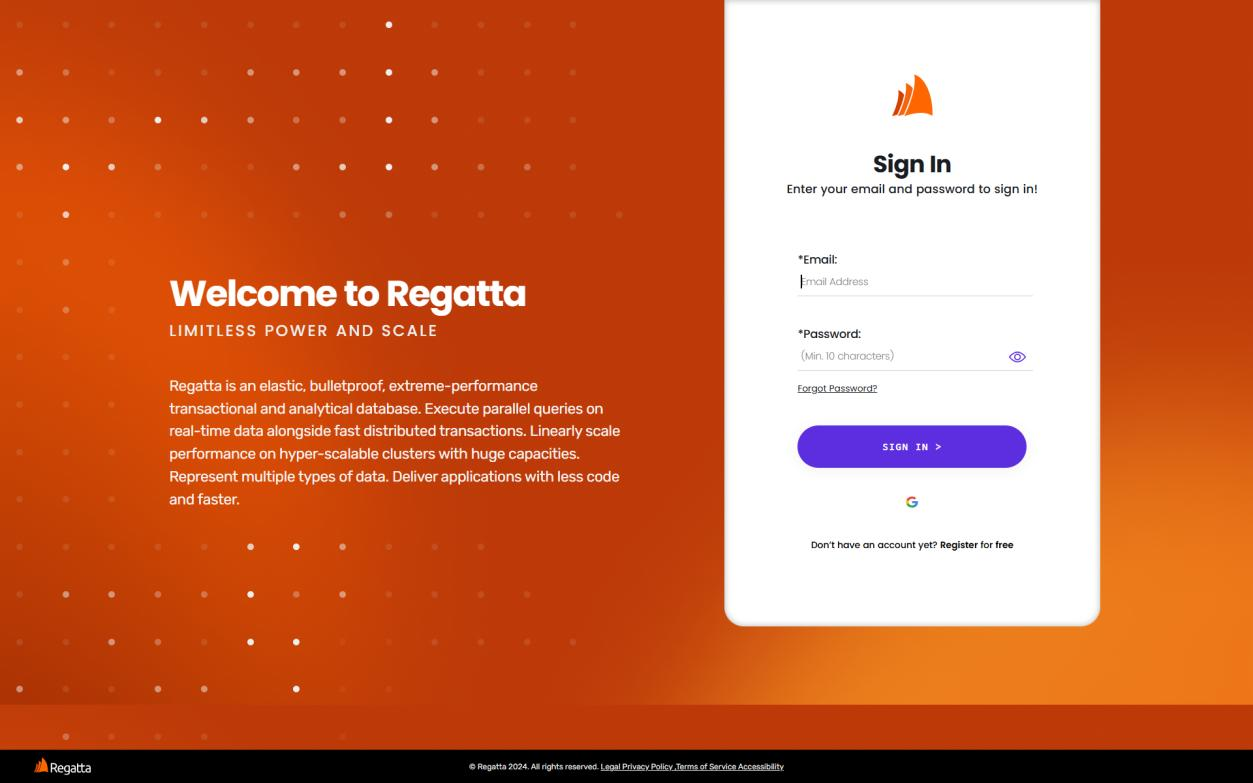 Sign In
Enter your email and password to sign in!
*Email:
Email Address
*Password:
(Min. 10 characters)
Forgot Password?
SIGN IN >
Don't have an account yet? Register for free
Welcome to Regatta
LIMITLESS POWER AND SCALE
Regatta is an elastic, bulletproof, extreme-performance
transactional and analytical database. Execute parallel queries on
real-time data alongside fast distributed transactions. Linearly scale
performance on hyper-scalable clusters with huge capacities.
Represent multiple types of data. Deliver applications with less code
and faster.
Regatta
© Regatta 2024. All rights reserved. Legal Privacy Policy ,Terms of Service Accessibility